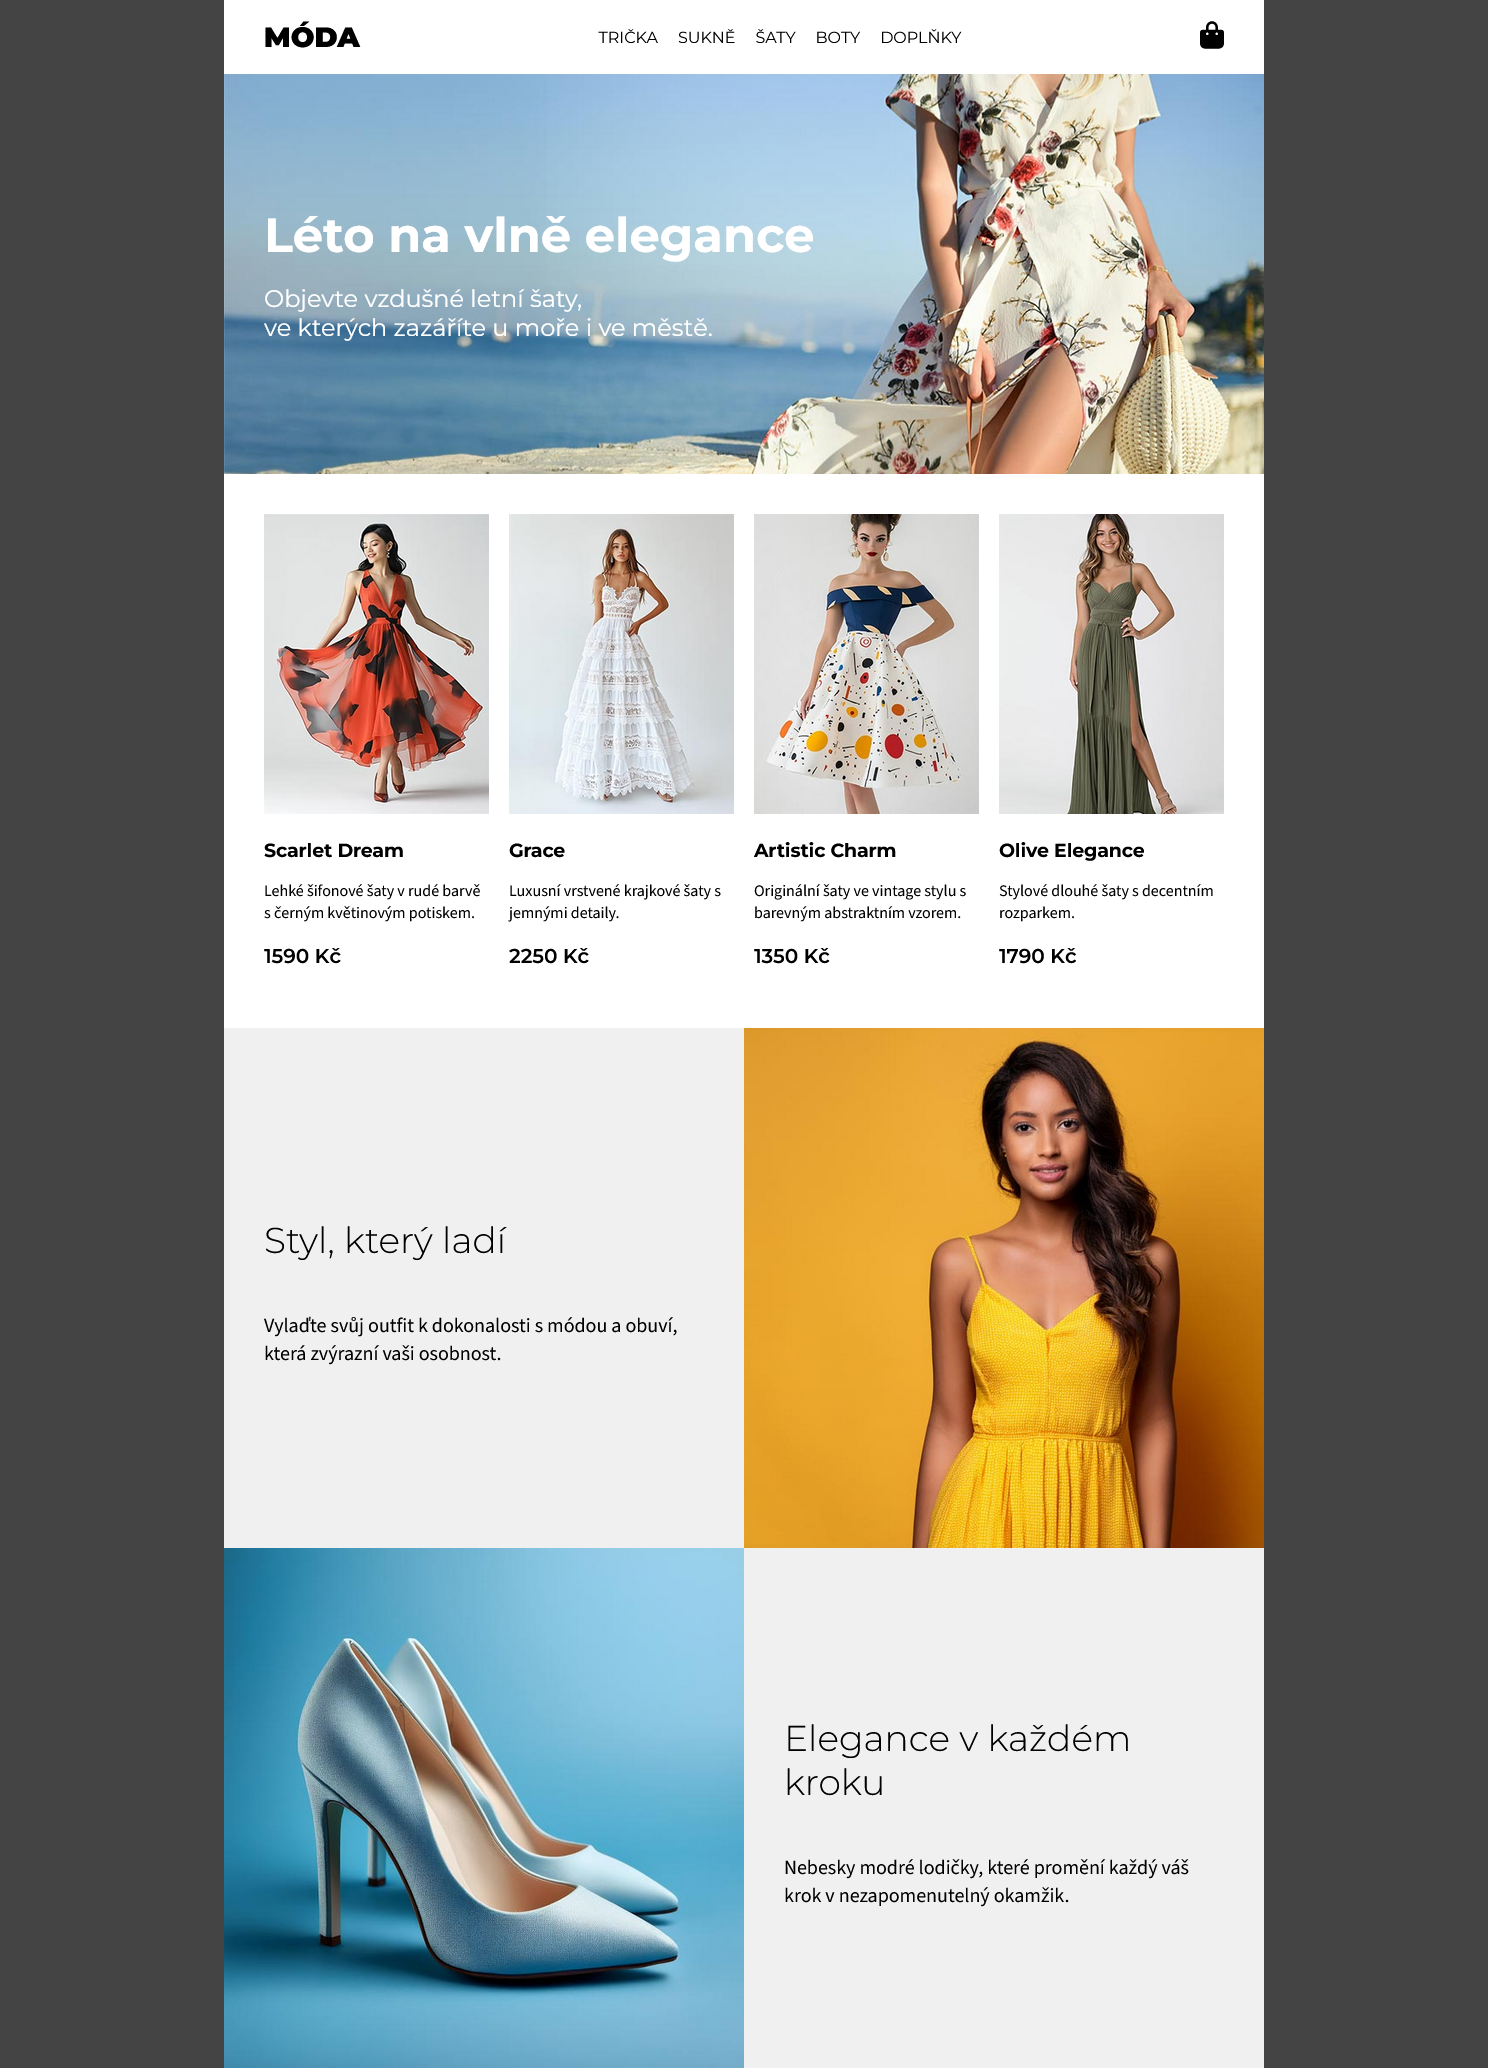 MÓDA
TRIČKA SUKNĚ ŠATY BOTY DOPLŇKY
Léto na vlně elegance
Objevte vzdušné letní šaty,
ve kterých zazáříte u moře i ve městě.
Scarlet Dream
Lehké šifonové šaty v rudé barvě
s černým květinovým potiskem.
1590 Kč
Grace
Luxusní vrstvené krajkové šaty s
jemnými detaily.
2250 Kč
Artistic Charm
Originální šaty ve vintage stylu s
barevným abstraktním vzorem.
1350 Kč
Olive Elegance
Stylové dlouhé šaty s decentním
rozparkem.
1790 Kč
Styl, který ladí
Vylaďte svůj outfit k dokonalosti s módou a obuví,
která zvýrazní vaši osobnost.
Elegance v každém
kroku
Nebesky modré lodičky, které promění každý váš
krok v nezapomenutelný okamžik.